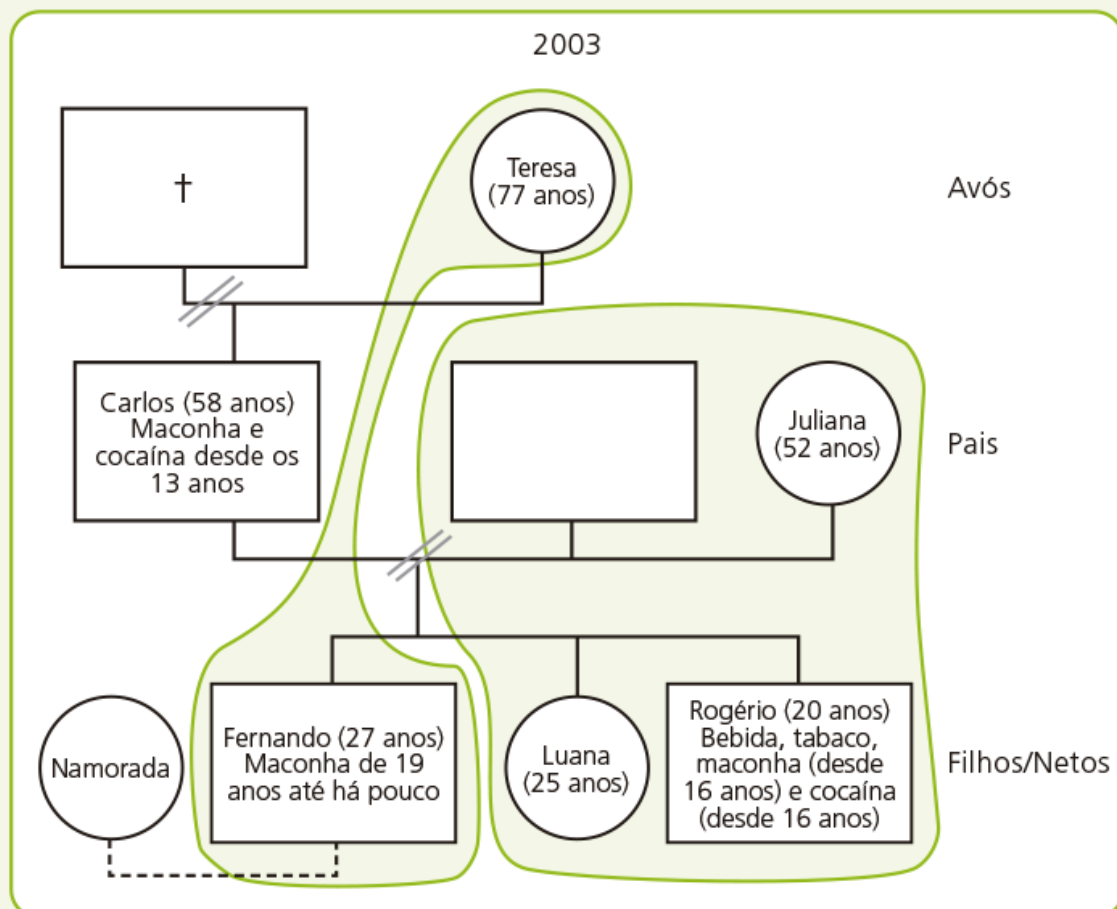 2003
†
Teresa
(77 anos)
Avós
Carlos (58 anos)
Maconha e
cocaína desde os
13 anos
Juliana
(52 anos)
Pais
Namorada
Fernando (27 anos)
Maconha de 19
anos até há pouco
Luana
(25 anos)
Rogério (20 anos)
Bebida, tabaco,
maconha (desde
16 anos) e cocaína
(desde 16 anos)
Filhos/Netos